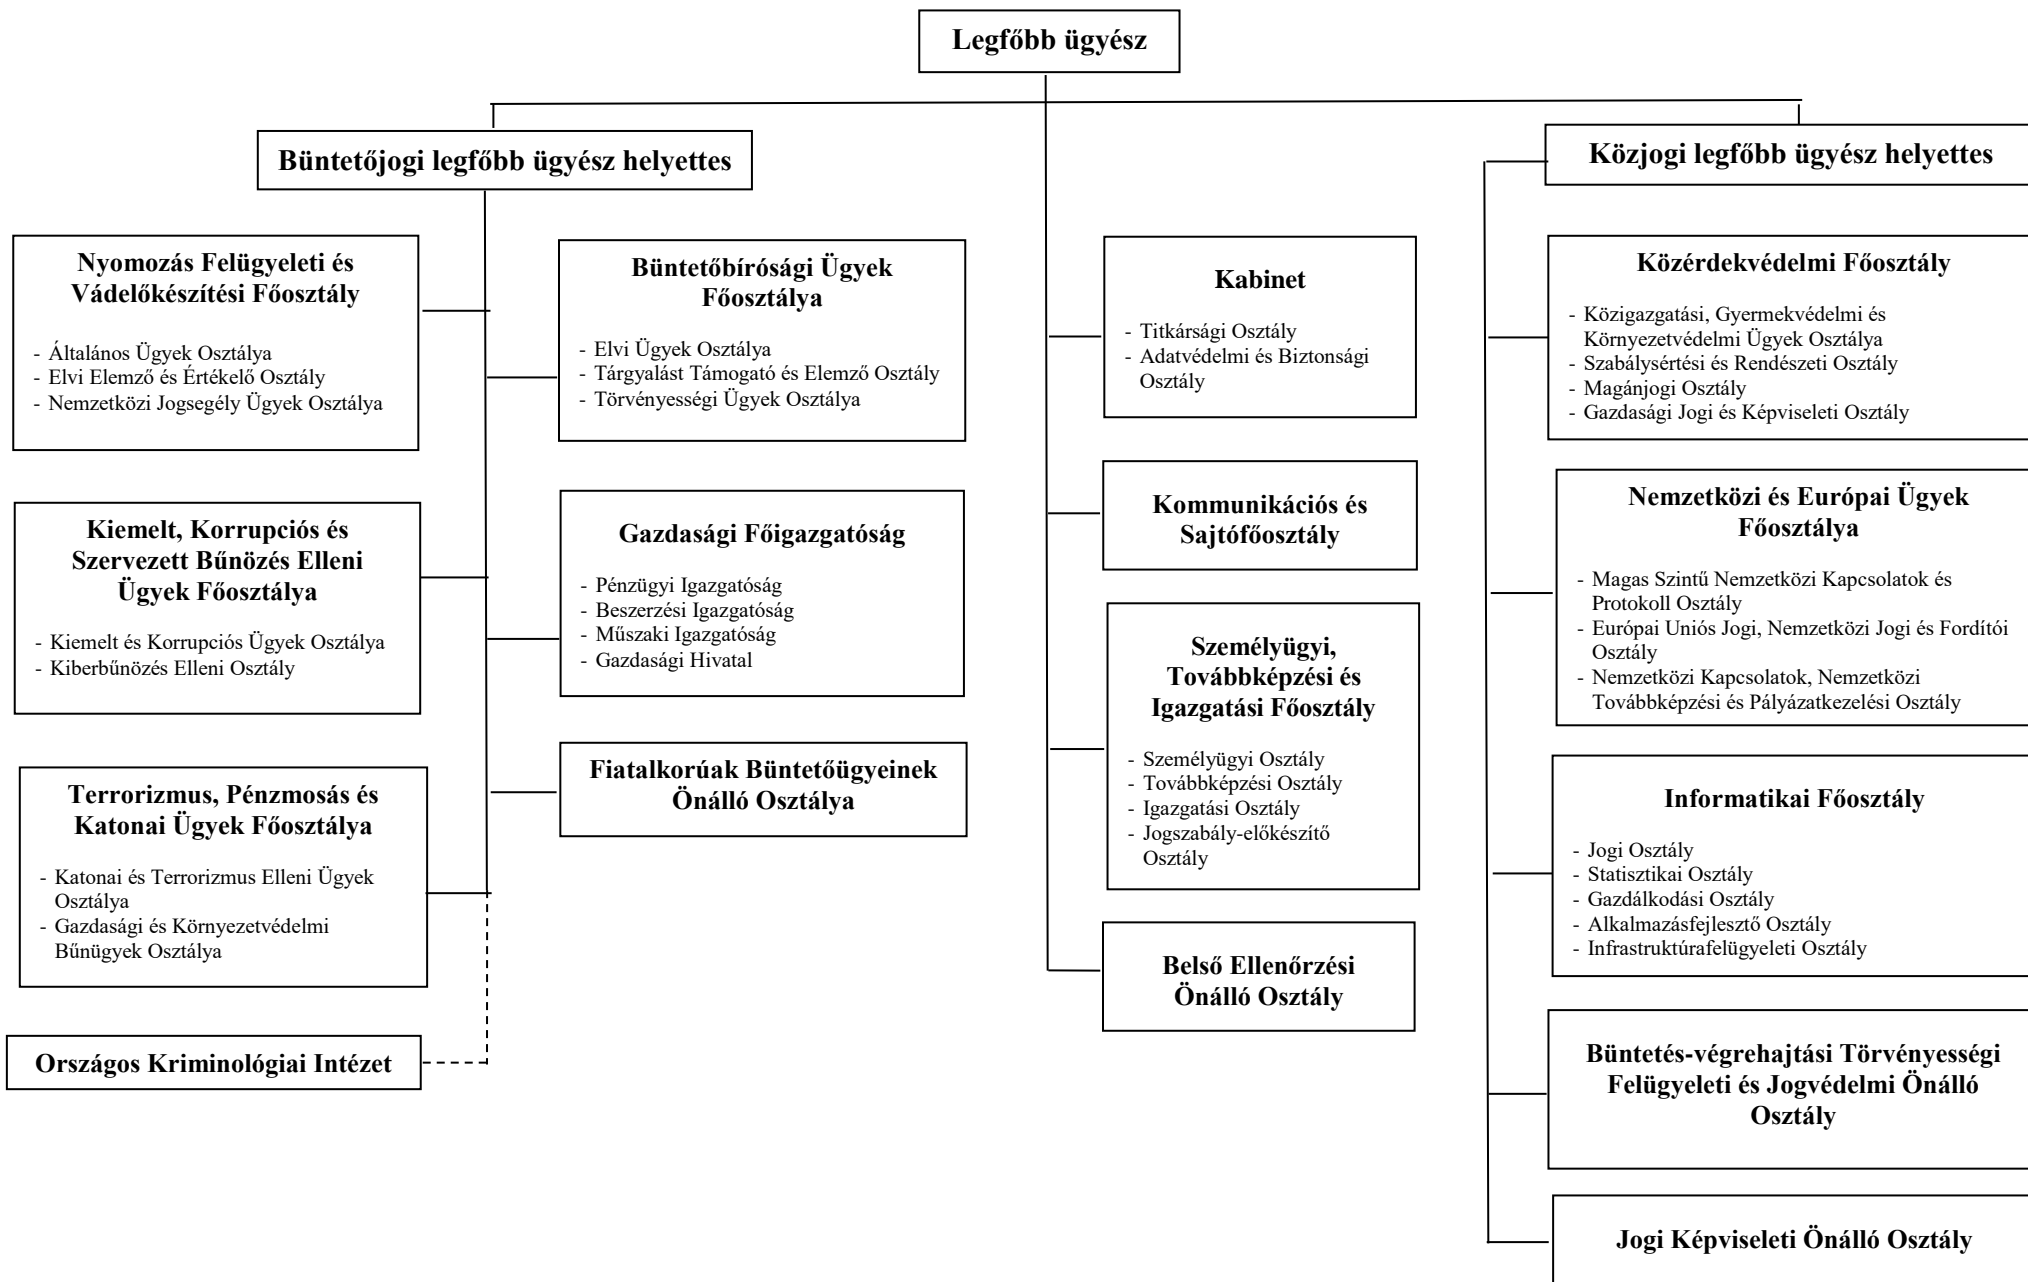 Legfőbb ügyész
Büntetőjogi legfőbb ügyész helyettes
Nyomozás Felügyeleti és
Vádelőkészítési Főosztály
- Általános Ügyek Osztálya
- Elvi Elemző és Értékelő Osztály
- Nemzetközi Jogsegély Ügyek Osztálya
Kiemelt, Korrupciós és
Szervezett Bűnözés Elleni
Ügyek Főosztálya
- Kiemelt és Korrupciós Ügyek Osztálya
- Kiberbűnözés Elleni Osztály
Terrorizmus, Pénzmosás és
Katonai Ügyek Főosztálya
- Katonai és Terrorizmus Elleni Ügyek
Osztálya
- Gazdasági és Környezetvédelmi
Bűnügyek Osztálya
Országos Kriminológiai Intézet
Büntetőbírósági Ügyek
Főosztálya
- Elvi Ügyek Osztálya
- Tárgyalást Támogató és Elemző Osztály
- Törvényességi Ügyek Osztálya
Gazdasági Főigazgatóság
- Pénzügyi Igazgatóság
- Beszerzési Igazgatóság
- Műszaki Igazgatóság
- Gazdasági Hivatal
Fiatalkorúak Büntetőügyeinek
Önálló Osztálya
Kabinet
- Titkársági Osztály
- Adatvédelmi és Biztonsági
Osztály
Kommunikációs és
Sajtófőosztály
Személyügyi,
Továbbképzési és
Igazgatási Főosztály
- Személyügyi Osztály
- Továbbképzési Osztály
- Igazgatási Osztály
- Jogszabály-előkészítő
Osztály
Belső Ellenőrzési
Önálló Osztály
Közjogi legfőbb ügyész helyettes
Közérdekvédelmi Főosztály
- Közigazgatási, Gyermekvédelmi és
Környezetvédelmi Ügyek Osztálya
- Szabálysértési és Rendészeti Osztály
- Magánjogi Osztály
- Gazdasági Jogi és Képviseleti Osztály
Nemzetközi és Európai Ügyek
Főosztálya
- Magas Szintű Nemzetközi Kapcsolatok és
Protokoll Osztály
- Európai Uniós Jogi, Nemzetközi Jogi és Fordítói
Osztály
- Nemzetközi Kapcsolatok, Nemzetközi
Továbbképzési és Pályázatkezelési Osztály
Informatikai Főosztály
- Jogi Osztály
- Statisztikai Osztály
- Gazdálkodási Osztály
- Alkalmazásfejlesztő Osztály
- Infrastruktúrafelügyeleti Osztály
Büntetés-végrehajtási Törvényességi
Felügyeleti és Jogvédelmi Önálló
Osztály
Jogi Képviseleti Önálló Osztály